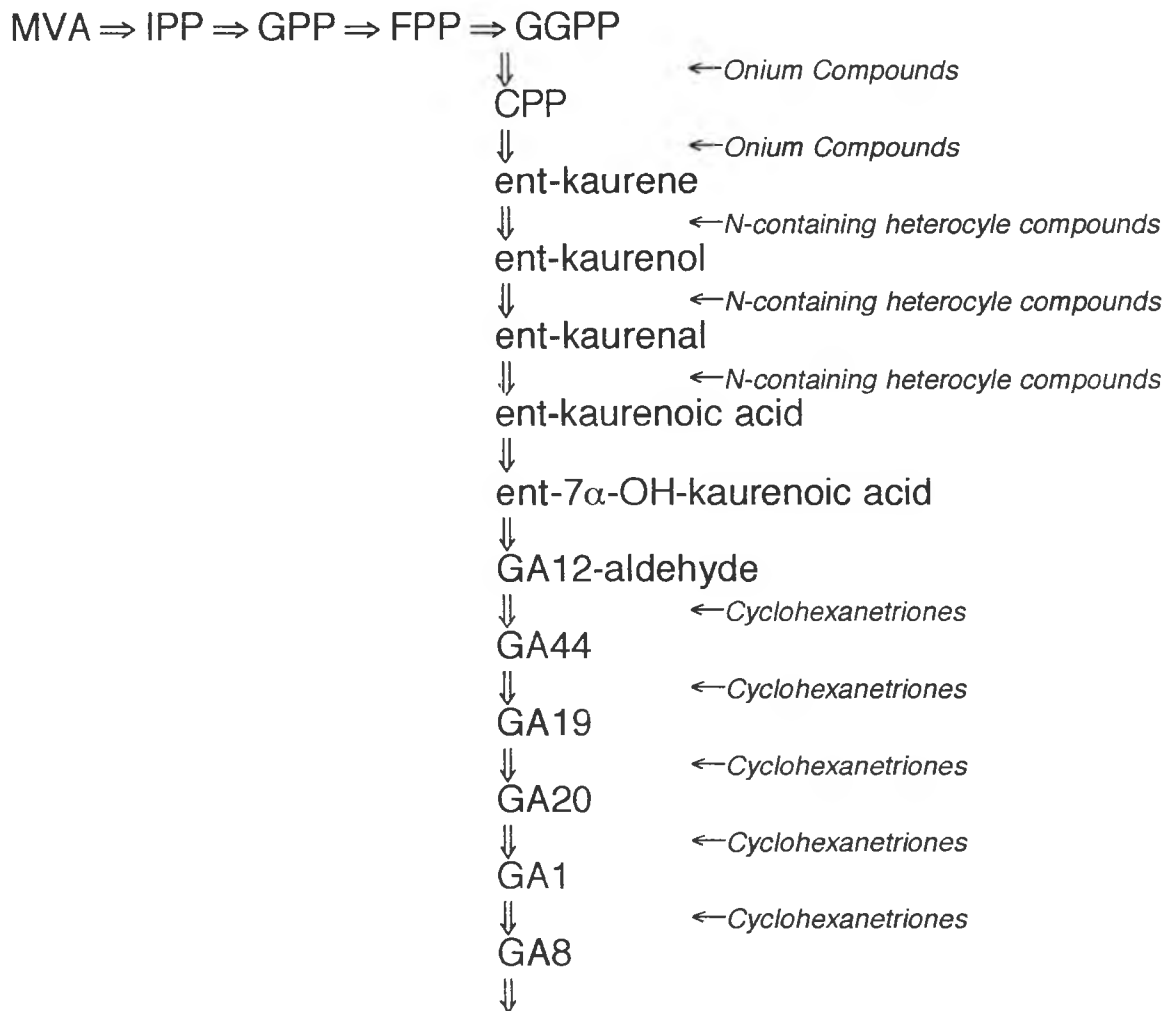 MVA ⇒ IPP ⇒ GPP ⇒ FPP ⇒ GGPP
⇓ ←Onium Compounds
CPP
⇓ ←Onium Compounds
ent-kaurene
⇓ ←N-containing heterocyle compounds
ent-kaurenol
⇓ ←N-containing heterocyle compounds
ent-kaurenal
⇓ ←N-containing heterocyle compounds
ent-kaurenoic acid
⇓
ent-7α-OH-kaurenoic acid
⇓
GA12-aldehyde
⇓ ←Cyclohexanetriones
GA44
⇓ ←Cyclohexanetriones
GA19
⇓ ←Cyclohexanetriones
GA20
⇓ ←Cyclohexanetriones
GA1
⇓ ←Cyclohexanetriones
GA8
⇓